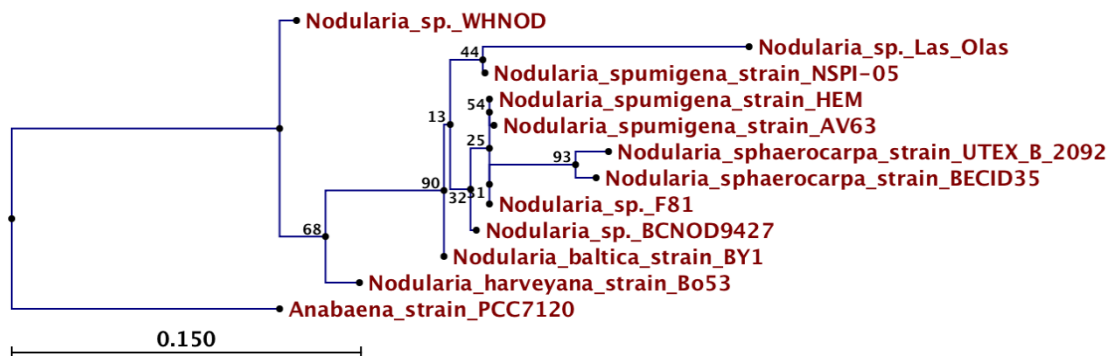 Nodularia_sp._WHNOD
Nodularia_sp._Las_Olas
44
Nodularia_spumigena_strain_NSPI-05
Nodularia_spumigena_strain_HEM
54
13
Nodularia_spumigena_strain_AV63
25
Nodularia_sphaerocarpa_strain_UTEX_B_2092
93
Nodularia_sphaerocarpa_strain_BECID35
90
32
31
Nodularia_sp._F81
68
Nodularia_sp._BCNOD9427
Nodularia_baltica_strain_BY1
Nodularia_harveyana_strain_Bo53
Anabaena_strain_PCC7120
0.150